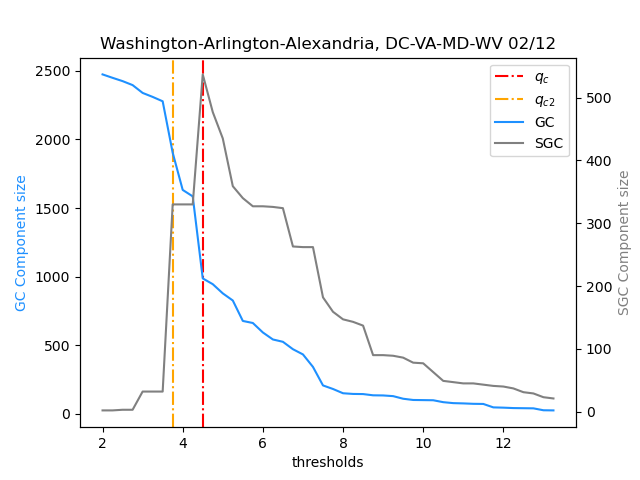 Washington-Arlington-Alexandria, DC-VA-MD-WV 02/12
q_c
q_c2
GC
SGC
GC Component size
2500
2000
1500
1000
500
0
500
400
300
200
100
0
SGC Component size
2 4 6 8 10 12
thresholds